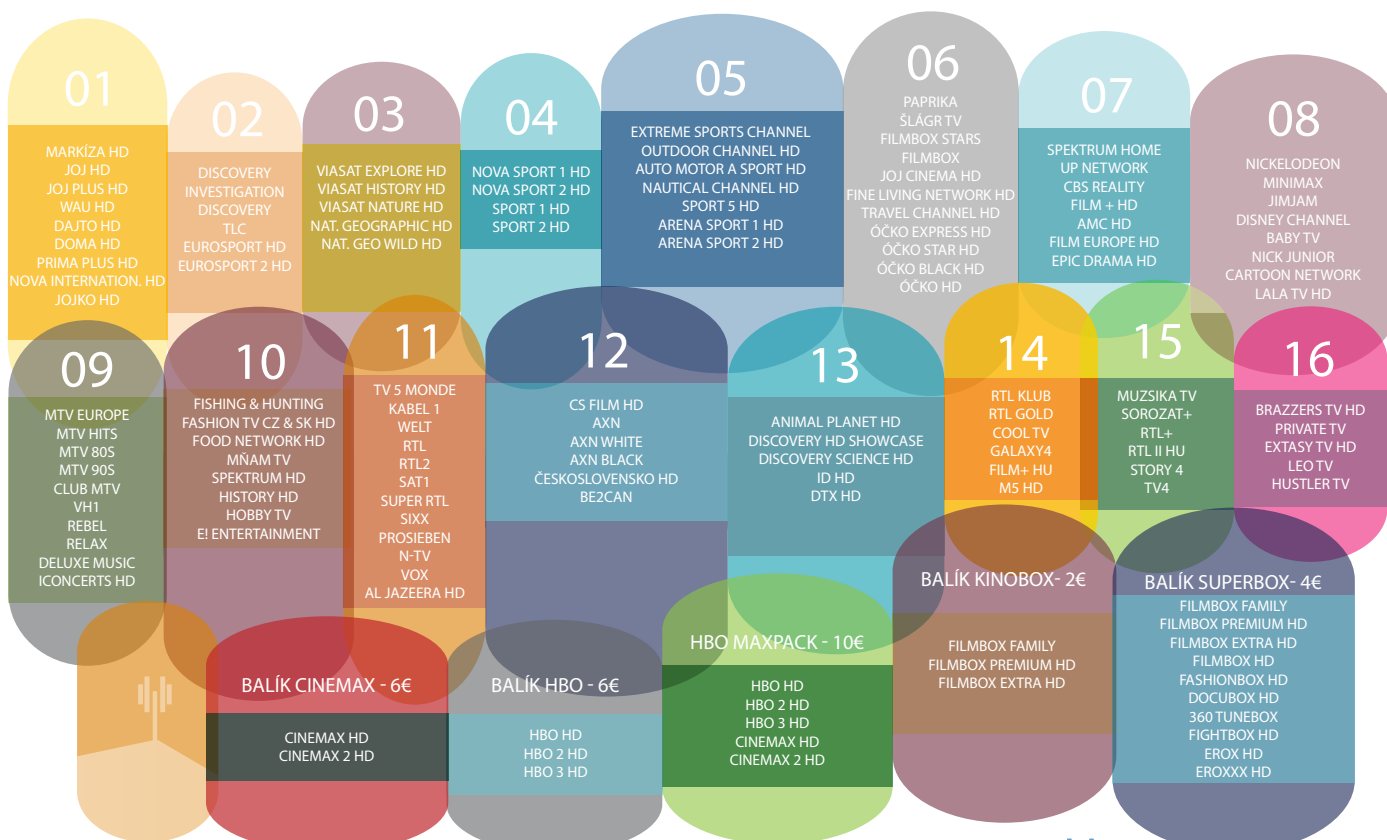 01
MARKÍZA HD
JOJ HD
JOJ PLUS HD
WAU HD
DAJTO HD
DOMA HD
PRIMA PLUS HD
NOVA INTERNATION. HD
JOJKO HD
02
DISCOVERY
INVESTIGATION
DISCOVERY
TLC
EUROSPORT HD
EUROSPORT 2 HD
03
VIASAT EXPLORE HD
VIASAT HISTORY HD
VIASAT NATURE HD
NAT. GEOGRAPHIC HD
NAT. GEO WILD HD
04
NOVA SPORT 1 HD
NOVA SPORT 2 HD
SPORT 1 HD
SPORT 2 HD
05
EXTREME SPORTS CHANNEL
OUTDOOR CHANNEL HD
AUTO MOTOR A SPORT HD
NAUTICAL CHANNEL HD
SPORT 5 HD
ARENA SPORT 1 HD
ARENA SPORT 2 HD
06
PAPRIKA
ŠLÁGR TV
FILMBOX STARS
FILMBOX
JOJ CINEMA HD
FINE LIVING NETWORK HD
TRAVEL CHANNEL HD
ÓČKO EXPRESS HD
ÓČKO STAR HD
ÓČKO BLACK HD
ÓČKO HD
07
SPEKTRUM HOME
UP NETWORK
CBS REALITY
FILM + HD
AMC HD
FILM EUROPE HD
EPIC DRAMA HD
08
NICKELODEON
MINIMAX
JIMJAM
DISNEY CHANNEL
BABY TV
NICK JUNIOR
CARTOON NETWORK
LALA TV HD
09
MTV EUROPE
MTV HITS
MTV 80S
MTV 90S
CLUB MTV
VH1
REBEL
RELAX
DELUXE MUSIC
ICONCERTS HD
10
FISHING & HUNTING
FASHION TV CZ & SK HD
FOOD NETWORK HD
MŇAM TV
SPEKTRUM HD
HISTORY HD
HOBBY TV
E! ENTERTAINMENT
11
TV 5 MONDE
KABEL 1
WELT
RTL
RTL2
SAT1
SUPER RTL
SIXX
PROSIEBEN
N-TV
VOX
AL JAZEERA HD
12
CS FILM HD
AXN
AXN WHITE
AXN BLACK
ČESKOSLOVENSKO HD
BE2CAN
13
ANIMAL PLANET HD
DISCOVERY HD SHOWCASE
DISCOVERY SCIENCE HD
ID HD
DTX HD
14
RTL KLUB
RTL GOLD
COOL TV
GALAXY4
FILM+ HU
M5 HD
15
MUZSIKA TV
SOROZAT+
RTL+
RTL II HU
STORY 4
TV4
16
BRAZZERS TV HD
PRIVATE TV
EXTASY TV HD
LEO TV
HUSTLER TV
BALÍK CINEMAX - 6€
CINEMAX HD
CINEMAX 2 HD
BALÍK HBO - 6€
HBO HD
HBO 2 HD
HBO 3 HD
HBO MAXPACK - 10€
HBO HD
HBO 2 HD
HBO 3 HD
CINEMAX HD
CINEMAX 2 HD
BALÍK KINOBOX- 2€
FILMBOX FAMILY
FILMBOX PREMIUM HD
FILMBOX EXTRA HD
BALÍK SUPERBOX- 4€
FILMBOX FAMILY
FILMBOX PREMIUM HD
FILMBOX EXTRA HD
FILMBOX HD
FASHIONBOX HD
DOCUBOX HD
360 TUNEBOX
FIGHTBOX HD
EROX HD
EROXXX HD